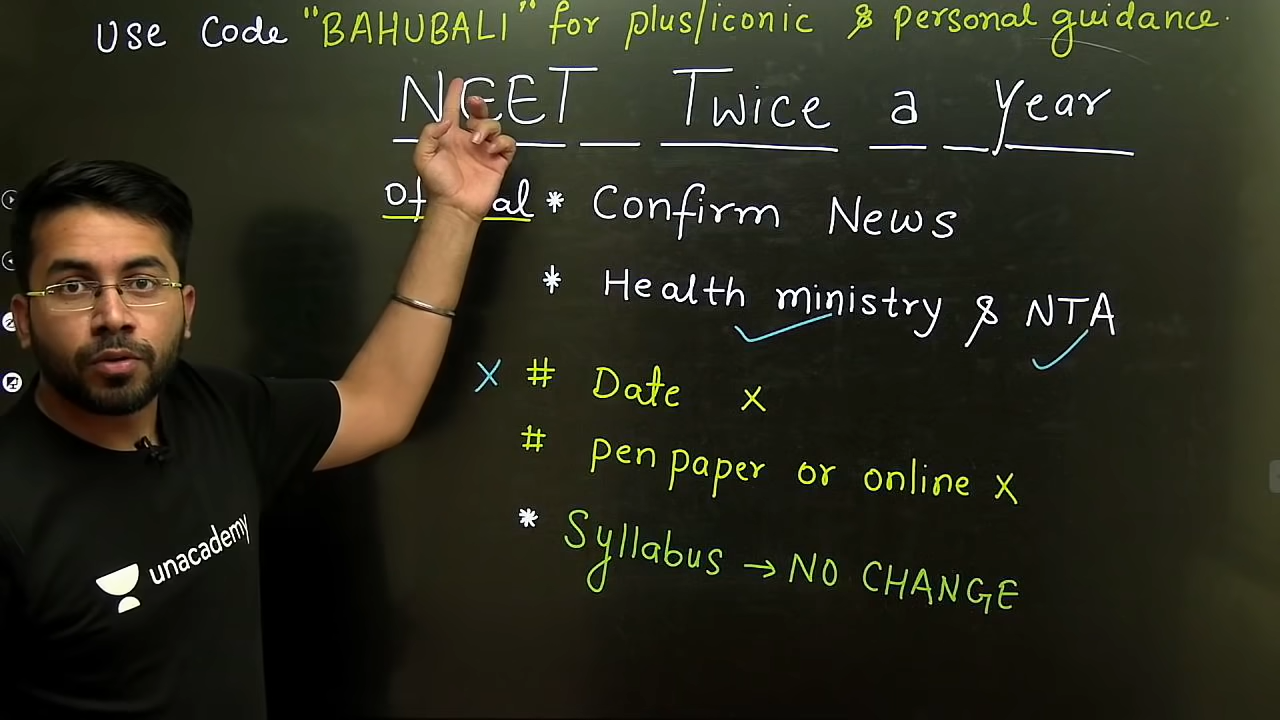 Use Code "BAHUBALI" for plus/iconic & personal guidance.
NEET Twice a Year
* Confirm News
* Health ministry & NTA
x # Date x
# pen paper or online x
* Syllabus → NO CHANGE
unacademy